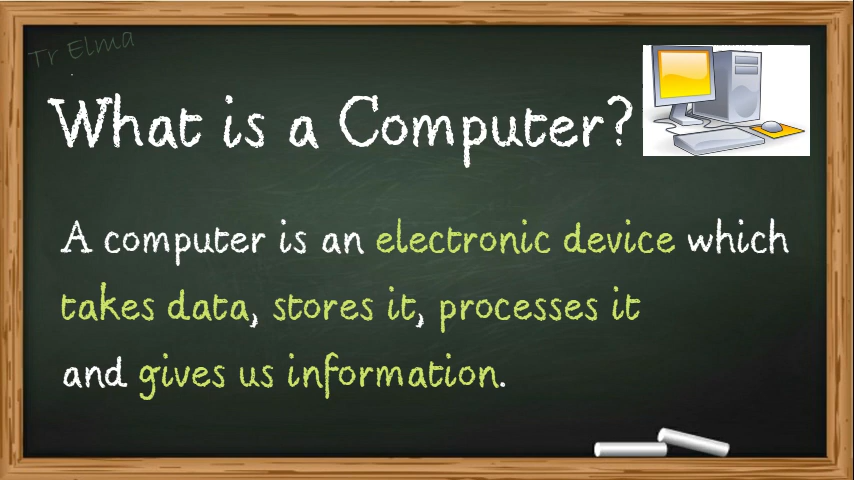 Tr Elma
What is a Computer?
A computer is an electronic device which
takes data, stores it, processes it
and gives us information.